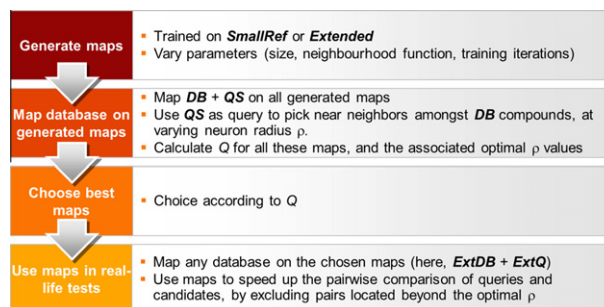 Generate maps
▪ Trained on SmallRef or Extended
▪ Vary parameters (size, neighbourhood function, training iterations)
Map database on
generated maps
▪ Map DB + QS on all generated maps
▪ Use QS as query to pick near neighbors amongst DB compounds, at
varying neuron radius ρ.
▪ Calculate Q for all these maps, and the associated optimal ρ values
Choose best
maps
▪ Choice according to Q
Use maps in real-
life tests
▪ Map any database on the chosen maps (here, ExtDB + ExtQ)
▪ Use maps to speed up the pairwise comparison of queries and
candidates, by excluding pairs located beyond the optimal ρ